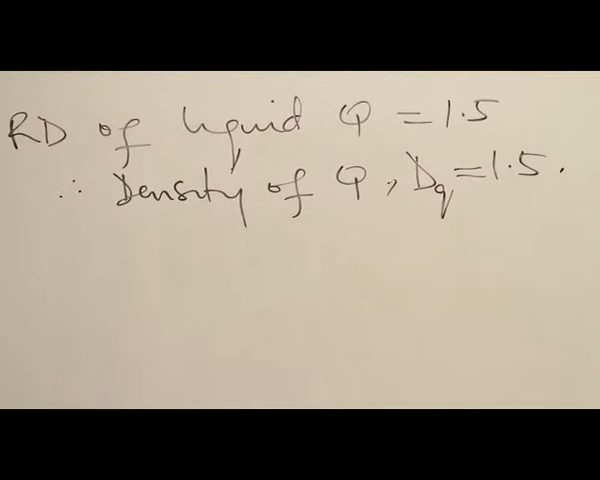 RD of liquid Q = 1.5
∴ Density of Q, Dq = 1.5.